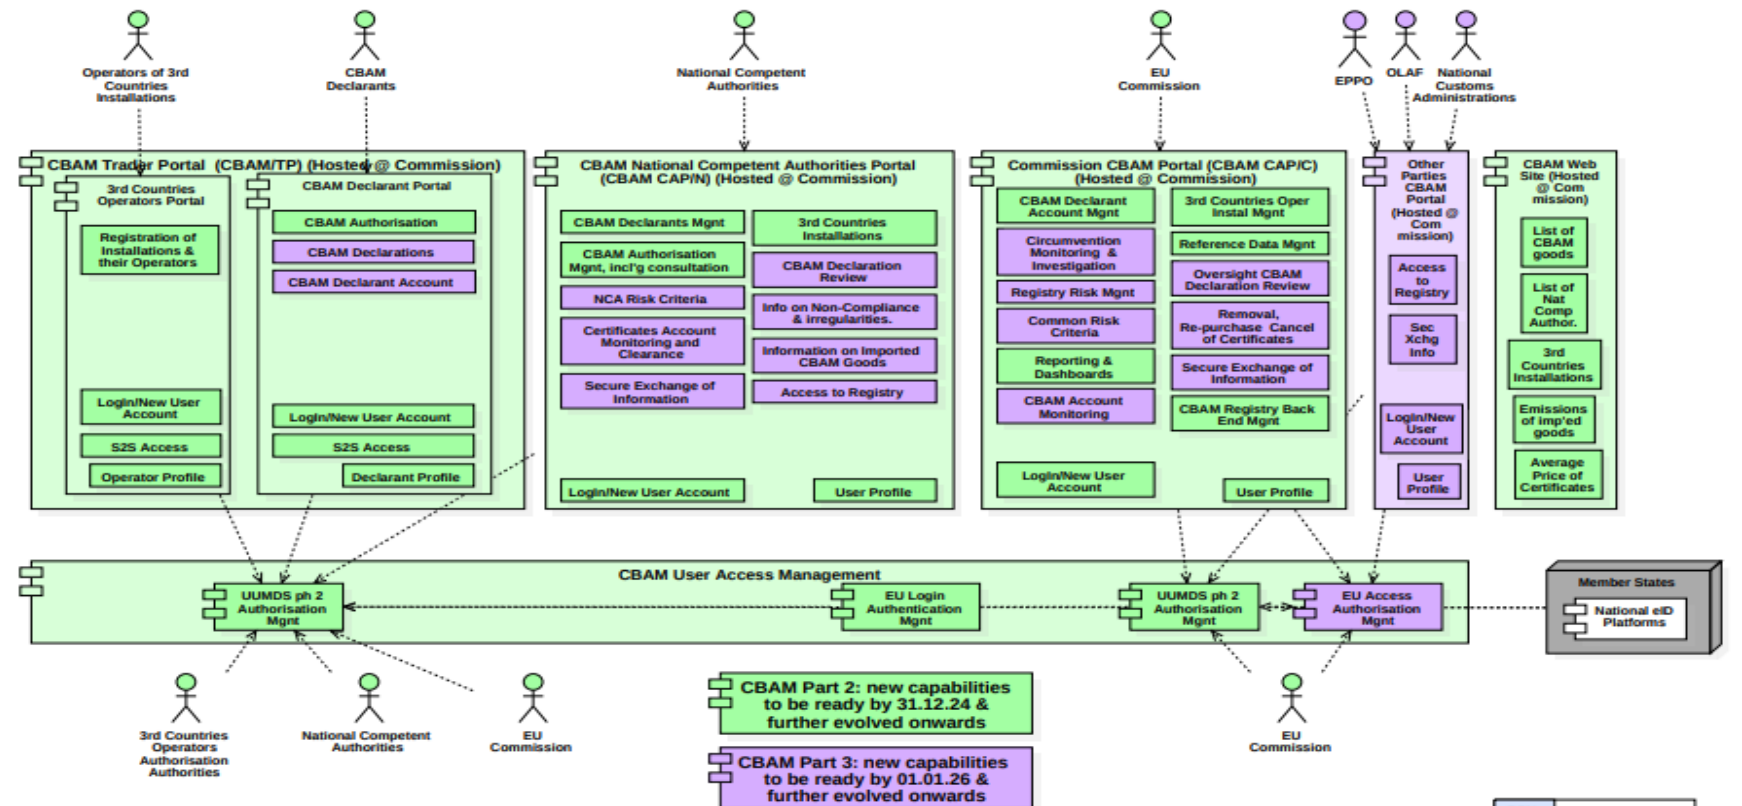 Operators of 3rd
Countries
Installations
CBAM
Declarants
National Competent
Authorities
EU
Commission
EPPO
OLAF
National
Customs
Administrations
CBAM Trader Portal (CBAM/TP) (Hosted @ Commission)
3rd Countries
Operators Portal
Registration of
Installations &
their Operators
Login/New User
Account
S2S Access
Operator Profile
CBAM Declarant Portal
CBAM Authorisation
CBAM Declarations
CBAM Declarant Account
Login/New User Account
S2S Access
Declarant Profile
CBAM National Competent Authorities Portal
(CBAM CAP/N) (Hosted @ Commission)
CBAM Declarants Mgnt
CBAM Authorisation
Mgnt, incl'g consultation
NCA Risk Criteria
Certificates Account
Monitoring and
Clearance
Secure Exchange of
Information
Login/New User Account
3rd Countries
Installations
CBAM Declaration
Review
Info on Non-Compliance
& irregularities.
Information on Imported
CBAM Goods
Access to Registry
User Profile
Commission CBAM Portal (CBAM CAP/C)
(Hosted @ Commission)
CBAM Declarant
Account Mgnt
Circumvention
Monitoring &
Investigation
Registry Risk Mgnt
Common Risk
Criteria
Reporting &
Dashboards
CBAM Account
Monitoring
Login/New User
Account
3rd Countries Oper
Instal Mgnt
Reference Data Mgnt
Oversight CBAM
Declaration Review
Removal,
Re-purchase Cancel
of Certificates
Secure Exchange of
Information
CBAM Registry Back
End Mgnt
User Profile
Other
Parties
CBAM
Portal
(Hosted @
Com
mission)
Access
to
Registry
Sec
Xchg
Info
Login/New
User
Account
User
Profile
CBAM Web
Site (Hosted
@ Com
mission)
List of
CBAM
goods
List of
Nat
Comp
Author.
3rd
Countries
Installations
Emissions
of imp'ed
goods
Average
Price of
Certificates
CBAM User Access Management
UUMDS ph 2
Authorisation
Mgnt
EU Login
Authentication
Mgnt
UUMDS ph 2
Authorisation
Mgnt
EU Access
Authorisation
Mgnt
Member States
National eID
Platforms
3rd Countries
Operators
Authorisation
Authorities
National Competent
Authorities
EU
Commission
EU
Commission
CBAM Part 2: new capabilities
to be ready by 31.12.24 &
further evolved onwards
CBAM Part 3: new capabilities
to be ready by 01.01.26 &
further evolved onwards